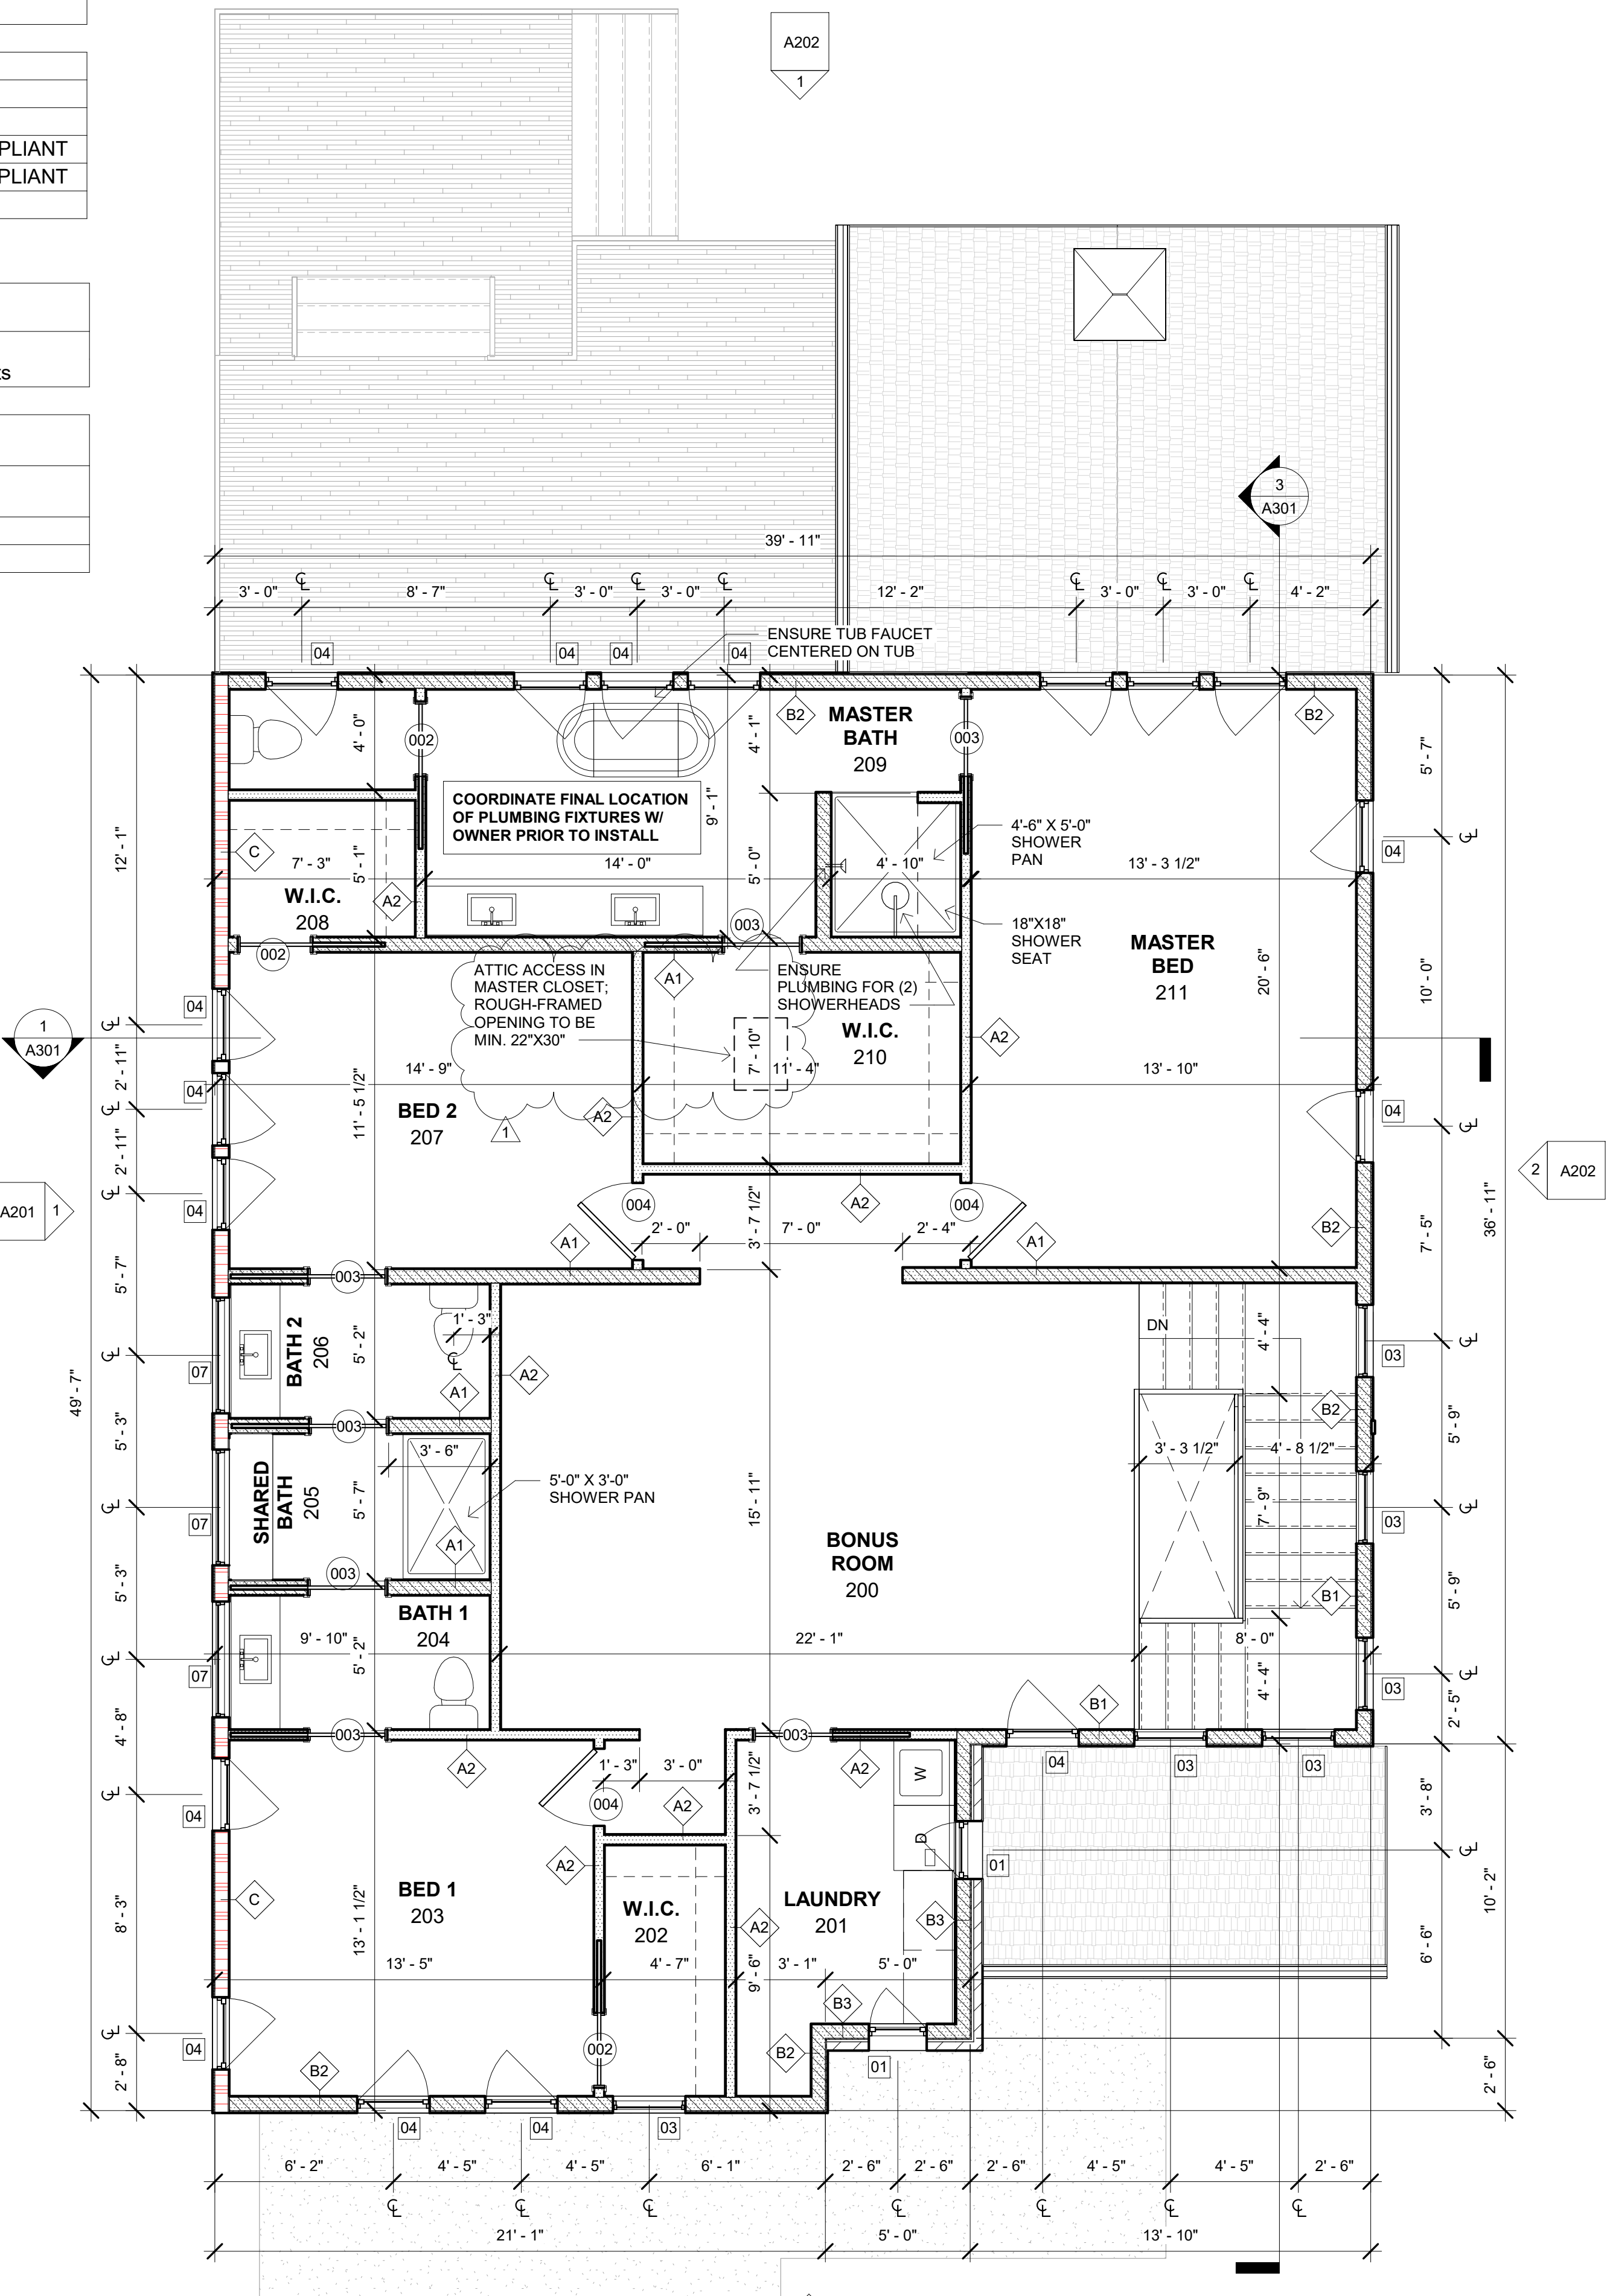 PLIANT
PLIANT
TS
A202
1
3
A301
39' - 11"
3' - 0"
8' - 7"
3' - 0"
3' - 0"
12' - 2"
3' - 0"
3' - 0"
4' - 2"
04
04
04
04
ENSURE TUB FAUCET
CENTERED ON TUB
B2
MASTER
BATH
209
B2
4' - 0"
002
4' - 1"
003
5' - 7"
12' - 1"
COORDINATE FINAL LOCATION
OF PLUMBING FIXTURES W/
OWNER PRIOR TO INSTALL
9' - 1"
4'-6" X 5'-0"
SHOWER
PAN
04
C
7' - 3"
5' - 1"
14' - 0"
5' - 0"
4' - 10"
13' - 3 1/2"
W.I.C.
208
A2
003
18"X18"
SHOWER
SEAT
MASTER
BED
211
002
ATTIC ACCESS IN
MASTER CLOSET;
ROUGH-FRAMED
OPENING TO BE
MIN. 22"X30"
A1
ENSURE
PLUMBING FOR (2)
SHOWERHEADS
20' - 6"
10' - 0"
04
1
A301
W.I.C.
210
A2
2' - 11"
7' - 10"
14' - 9"
11' - 4"
13' - 10"
04
04
11' - 5 1/2"
BED 2
207
A2
1
2' - 11"
A201
1
2
A202
04
004
A2
004
36' - 11"
2' - 0"
7' - 0"
2' - 4"
3' - 7 1/2"
A1
A1
B2
7' - 5"
5' - 7"
003
BATH 2
206
5' - 2"
1' - 3"
A2
A1
DN
4' - 4"
03
07
49' - 7"
003
5' - 3"
B2
5' - 9"
3' - 6"
3' - 3 1/2"
4' - 8 1/2"
SHARED
BATH
205
5' - 7"
5'-0" X 3'-0"
SHOWER PAN
15' - 11"
7' - 9"
03
07
A1
BONUS
ROOM
200
003
5' - 3"
B1
5' - 9"
BATH 1
204
9' - 10"
5' - 2"
22' - 1"
8' - 0"
07
4' - 4"
03
4' - 8"
B1
2' - 5"
003
A2
003
A2
04
03
03
1' - 3"
3' - 0"
3' - 7 1/2"
W
004
A2
04
3' - 8"
D
01
A2
BED 1
203
C
W.I.C.
202
LAUNDRY
201
A2
B3
8' - 3"
13' - 1 1/2"
10' - 2"
6' - 6"
13' - 5"
4' - 7"
9' - 6"
3' - 1"
5' - 0"
B3
04
002
B2
B2
01
2' - 8"
2' - 6"
04
04
03
6' - 2"
4' - 5"
4' - 5"
6' - 1"
2' - 6"
2' - 6"
2' - 6"
4' - 5"
4' - 5"
2' - 6"
21' - 1"
5' - 0"
13' - 10"